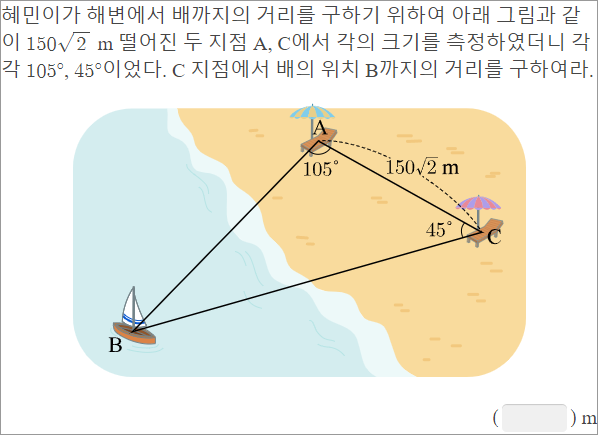 혜민이가 해변에서 배까지의 거리를 구하기 위하여 아래 그림과 같
이 150√2 m 떨어진 두 지점 A, C에서 각의 크기를 측정하였더니 각
각 105°, 45°이었다. C 지점에서 배의 위치 B까지의 거리를 구하여라.
A
105°
150√2 m
45°
C
B
( ) m